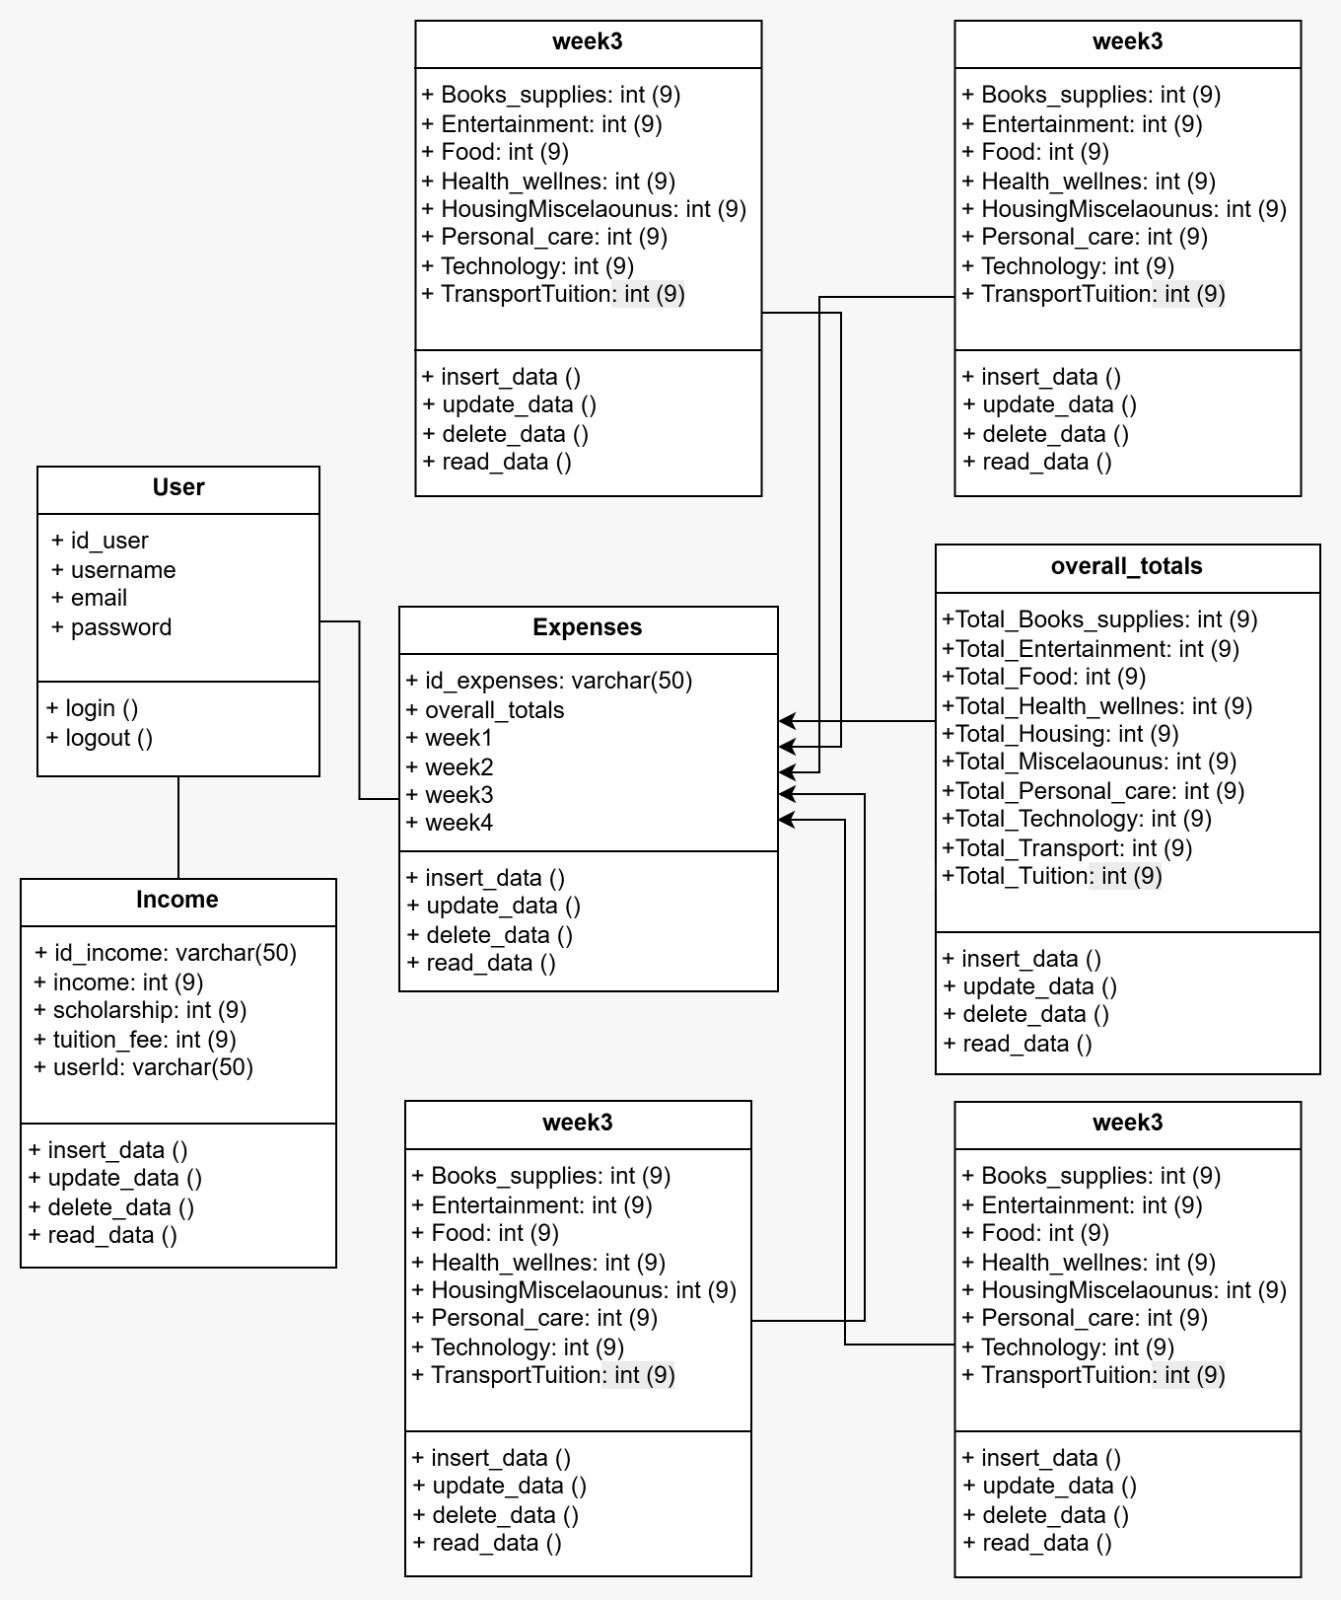 week3
+ Books_supplies: int (9)
+ Entertainment: int (9)
+ Food: int (9)
+ Health_wellnes: int (9)
+ HousingMiscelaounus: int (9)
+ Personal_care: int (9)
+ Technology: int (9)
+ TransportTuition: int (9)
+ insert_data ()
+ update_data ()
+ delete_data ()
+ read_data ()
week3
+ Books_supplies: int (9)
+ Entertainment: int (9)
+ Food: int (9)
+ Health_wellnes: int (9)
+ HousingMiscelaounus: int (9)
+ Personal_care: int (9)
+ Technology: int (9)
+ TransportTuition: int (9)
+ insert_data ()
+ update_data ()
+ delete_data ()
+ read_data ()
User
+ id_user
+ username
+ email
+ password
+ login ()
+ logout ()
Expenses
+ id_expenses: varchar(50)
+ overall_totals
+ week1
+ week2
+ week3
+ week4
+ insert_data ()
+ update_data ()
+ delete_data ()
+ read_data ()
overall_totals
+Total_Books_supplies: int (9)
+Total_Entertainment: int (9)
+Total_Food: int (9)
+Total_Health_wellnes: int (9)
+Total_Housing: int (9)
+Total_Miscelaounus: int (9)
+Total_Personal_care: int (9)
+Total_Technology: int (9)
+Total_Transport: int (9)
+Total_Tuition: int (9)
+ insert_data ()
+ update_data ()
+ delete_data ()
+ read_data ()
Income
+ id_income: varchar(50)
+ income: int (9)
+ scholarship: int (9)
+ tuition_fee: int (9)
+ userId: varchar(50)
+ insert_data ()
+ update_data ()
+ delete_data ()
+ read_data ()
week3
+ Books_supplies: int (9)
+ Entertainment: int (9)
+ Food: int (9)
+ Health_wellnes: int (9)
+ HousingMiscelaounus: int (9)
+ Personal_care: int (9)
+ Technology: int (9)
+ TransportTuition: int (9)
+ insert_data ()
+ update_data ()
+ delete_data ()
+ read_data ()
week3
+ Books_supplies: int (9)
+ Entertainment: int (9)
+ Food: int (9)
+ Health_wellnes: int (9)
+ HousingMiscelaounus: int (9)
+ Personal_care: int (9)
+ Technology: int (9)
+ TransportTuition: int (9)
+ insert_data ()
+ update_data ()
+ delete_data ()
+ read_data ()